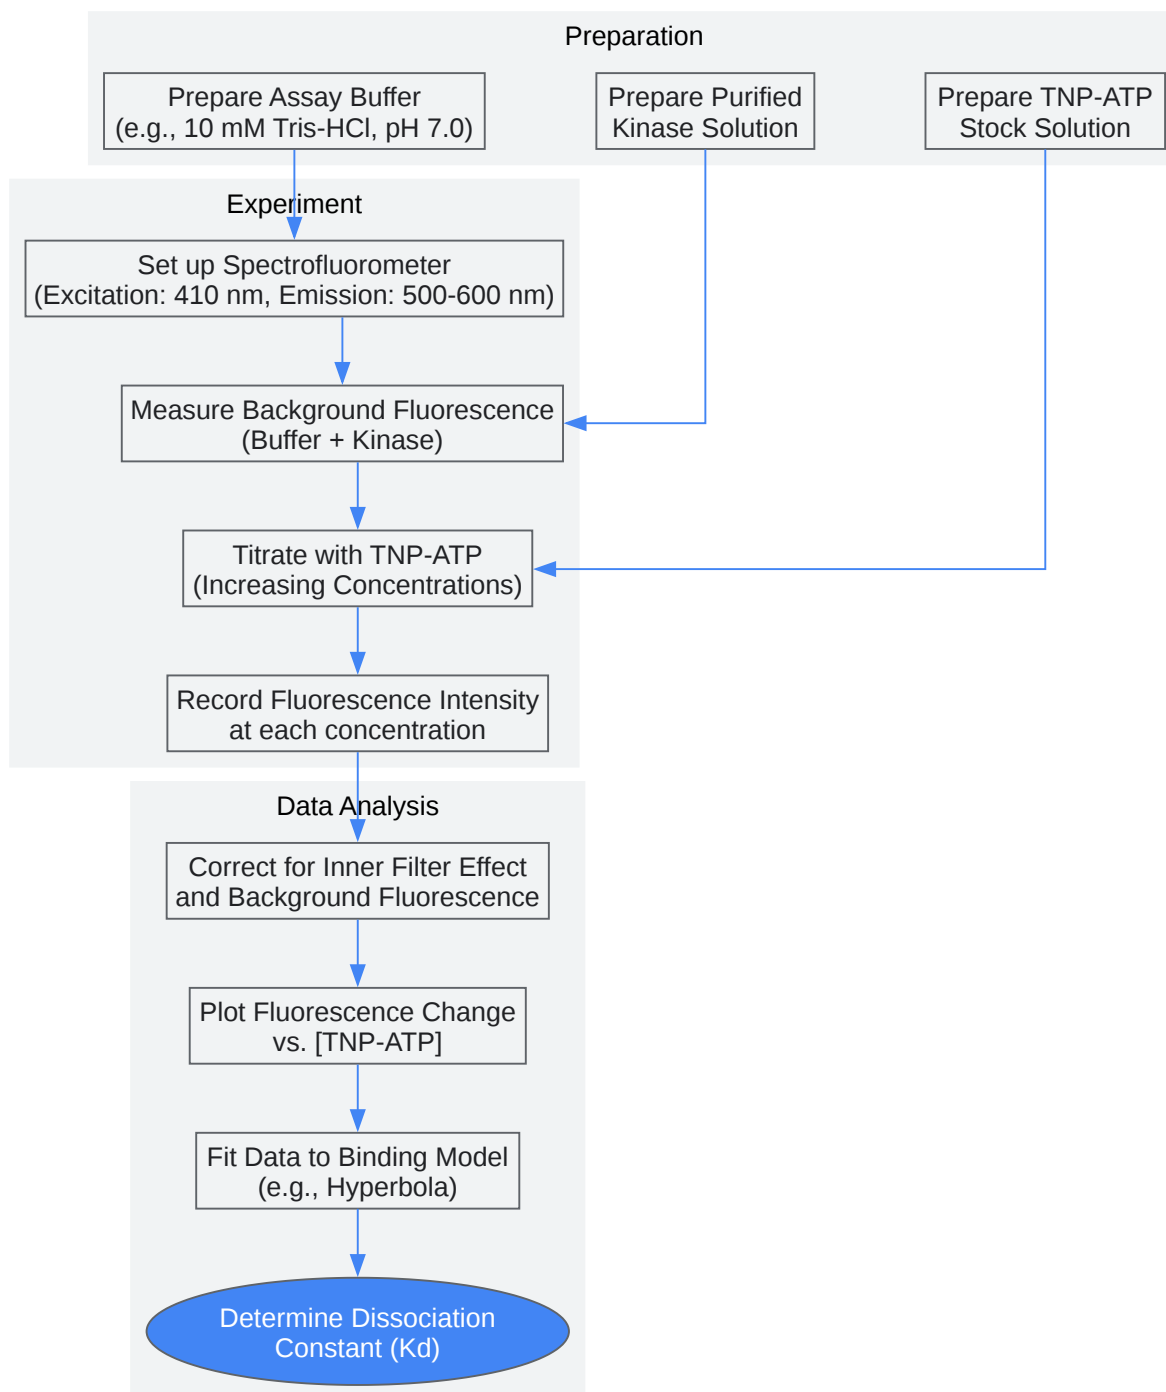 Preparation
Prepare Assay Buffer
(e.g., 10 mM Tris-HCl, pH 7.0)
Prepare Purified
Kinase Solution
Prepare TNP-ATP
Stock Solution
Experiment
Set up Spectrofluorometer
(Excitation: 410 nm, Emission: 500-600 nm)
Measure Background Fluorescence
(Buffer + Kinase)
Titrate with TNP-ATP
(Increasing Concentrations)
Record Fluorescence Intensity
at each concentration
Data Analysis
Correct for Inner Filter Effect
and Background Fluorescence
Plot Fluorescence Change
vs. [TNP-ATP]
Fit Data to Binding Model
(e.g., Hyperbola)
Determine Dissociation
Constant (Kd)